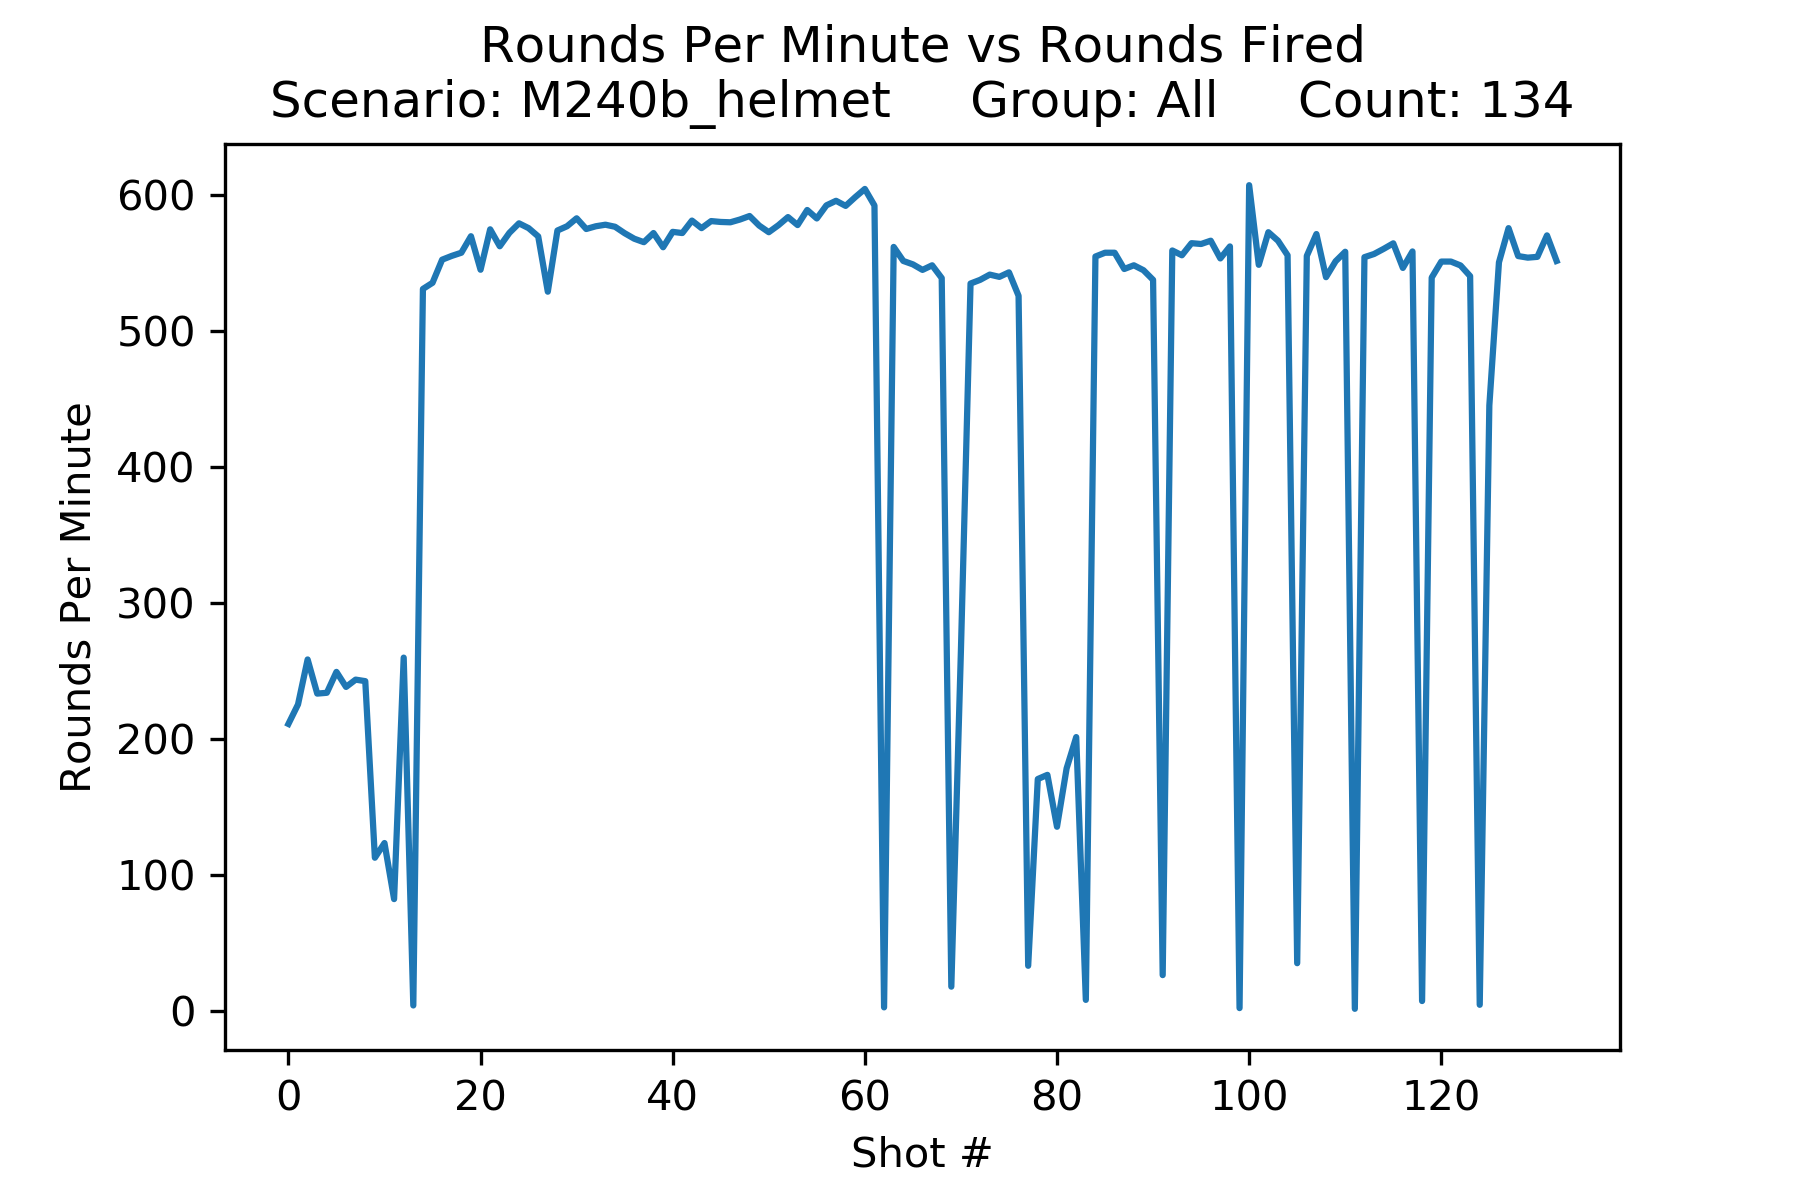 Rounds Per Minute vs Rounds Fired
Scenario: M240b_helmet Group: All Count: 134
600
500
400
300
200
100
0
Rounds Per Minute
0 20 40 60 80 100 120
Shot #